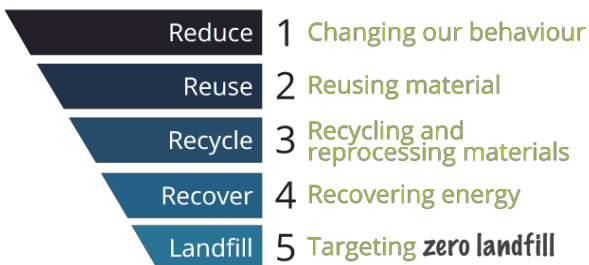 Reduce 1 Changing our behaviour
Reuse 2 Reusing material
Recycle 3 Recycling and
reprocessing materials
Recover 4 Recovering energy
Landfill 5 Targeting zero landfill